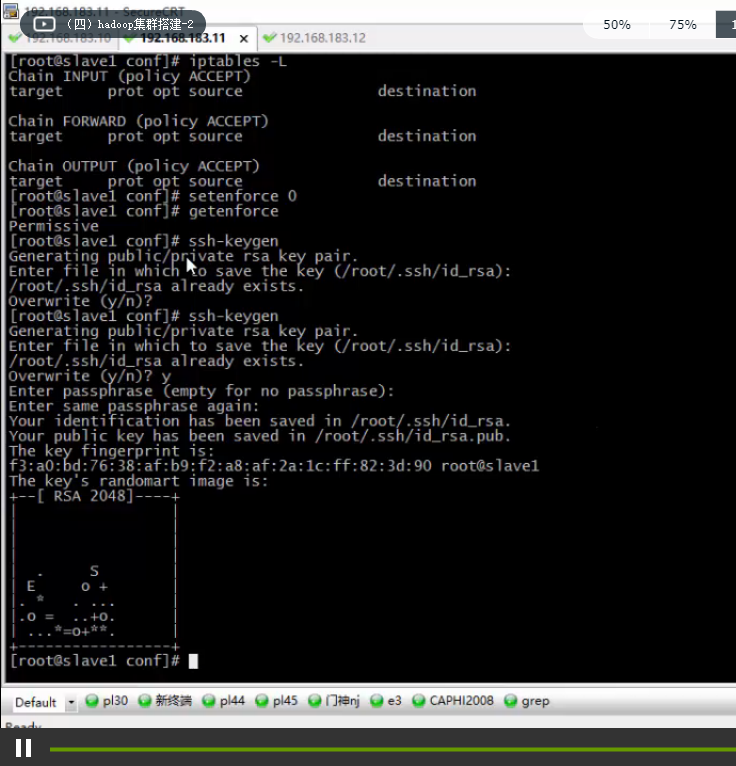 192.168.183.11 - SecureCRT
（四）hadoop集群搭建-2
50% 75% 1
192.168.183.10 192.168.183.11 × 192.168.183.12
[root@slave1 conf]# iptables -L
Chain INPUT (policy ACCEPT)
target prot opt source destination
Chain FORWARD (policy ACCEPT)
target prot opt source destination
Chain OUTPUT (policy ACCEPT)
target prot opt source destination
[root@slave1 conf]# setenforce 0
[root@slave1 conf]# getenforce
Permissive
[root@slave1 conf]# ssh-keygen
Generating public/private rsa key pair.
Enter file in which to save the key (/root/.ssh/id_rsa):
/root/.ssh/id_rsa already exists.
Overwrite (y/n)?
[root@slave1 conf]# ssh-keygen
Generating public/private rsa key pair.
Enter file in which to save the key (/root/.ssh/id_rsa):
/root/.ssh/id_rsa already exists.
Overwrite (y/n)? y
Enter passphrase (empty for no passphrase):
Enter same passphrase again:
Your identification has been saved in /root/.ssh/id_rsa.
Your public key has been saved in /root/.ssh/id_rsa.pub.
The key fingerprint is:
f3:a0:bd:76:38:af:b9:f2:a8:af:2a:1c:ff:82:3d:90 root@slave1
The key's randomart image is:
+--[ RSA 2048]----+
|                 |
|                 |
|                 |
|                 |
|  .     S        |
| E     o +       |
|. *   . ...      |
|.o =  ..+o.      |
| ...*=o+**.      |
+-----------------+
[root@slave1 conf]#
Default pl30 新终端 pl44 pl45 门神nj e3 CAPHI2008 grep
Ready